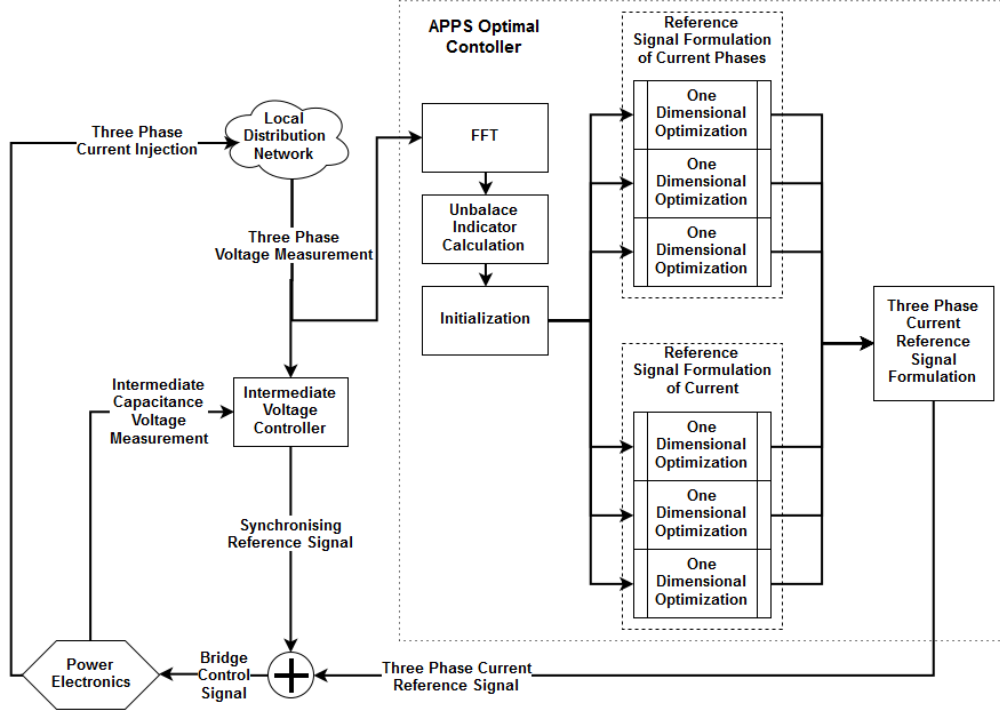 APPS Optimal
Contoller
Reference
Signal Formulation
of Current Phases
One
Dimensional
Optimization
One
Dimensional
Optimization
One
Dimensional
Optimization
FFT
Unbalace
Indicator
Calculation
Initialization
Reference
Signal Formulation
of Current
One
Dimensional
Optimization
One
Dimensional
Optimization
One
Dimensional
Optimization
Three Phase
Current
Reference
Signal
Formulation
Three Phase
Current Injection
Local
Distribution
Network
Three Phase
Voltage Measurement
Intermediate
Capacitance
Voltage
Measurement
Intermediate
Voltage
Controller
Synchronising
Reference Signal
Power
Electronics
Bridge
Control
Signal
Three Phase Current
Reference Signal